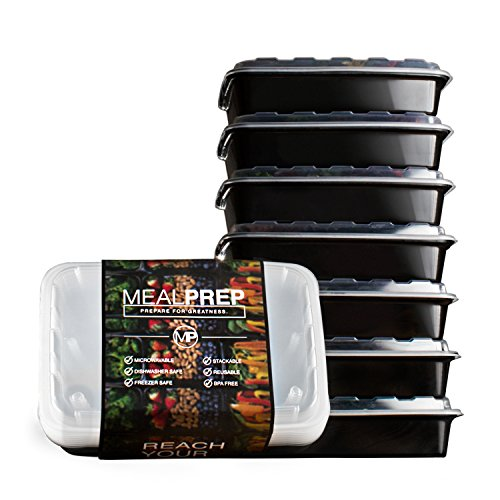 MEALPREP
PREPARE FOR GREATNESS.
MP
MICROWAVABLE
DISHWASHER SAFE
FREEZER SAFE
STACKABLE
REUSABLE
BPA FREE
REACH
YOUR